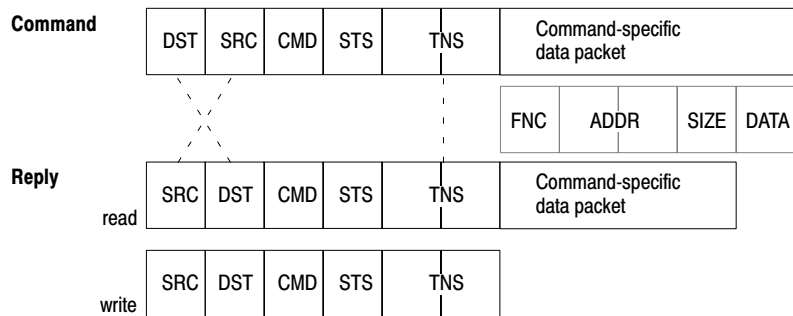 Command
DST SRC CMD STS TNS Command-specific
data packet
FNC ADDR SIZE DATA
Reply
read
SRC DST CMD STS TNS Command-specific
data packet
write
SRC DST CMD STS TNS